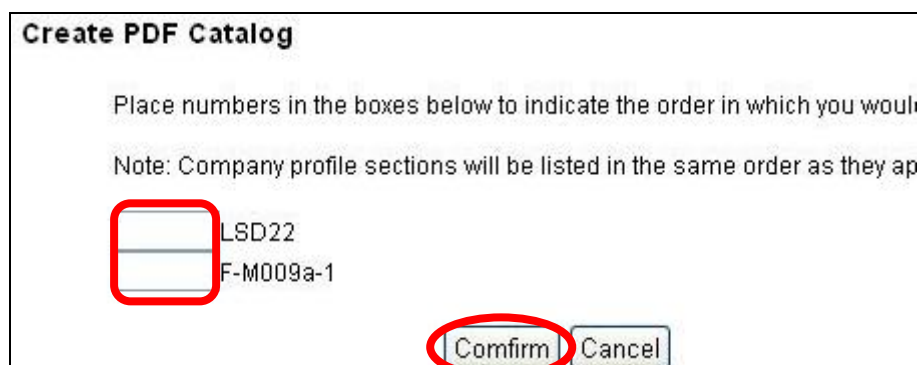 Create PDF Catalog
Place numbers in the boxes below to indicate the order in which you woul
Note: Company profile sections will be listed in the same order as they ap
LSD22
F-M009a-1
Comfirm Cancel